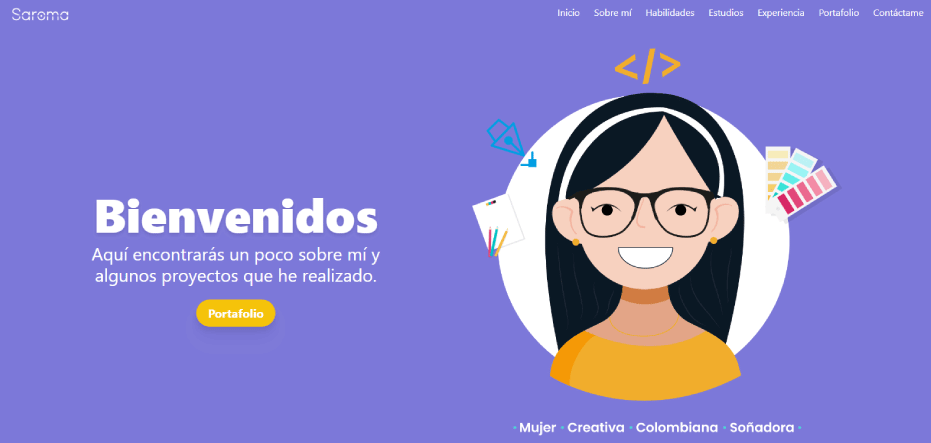 Saroma
Inicio Sobre mí Habilidades Estudios Experiencia Portafolio Contáctame
</>
Bienvenidos
Aquí encontrarás un poco sobre mí y
algunos proyectos que he realizado.
Portafolio
• Mujer • Creativa • Colombiana • Soñadora •